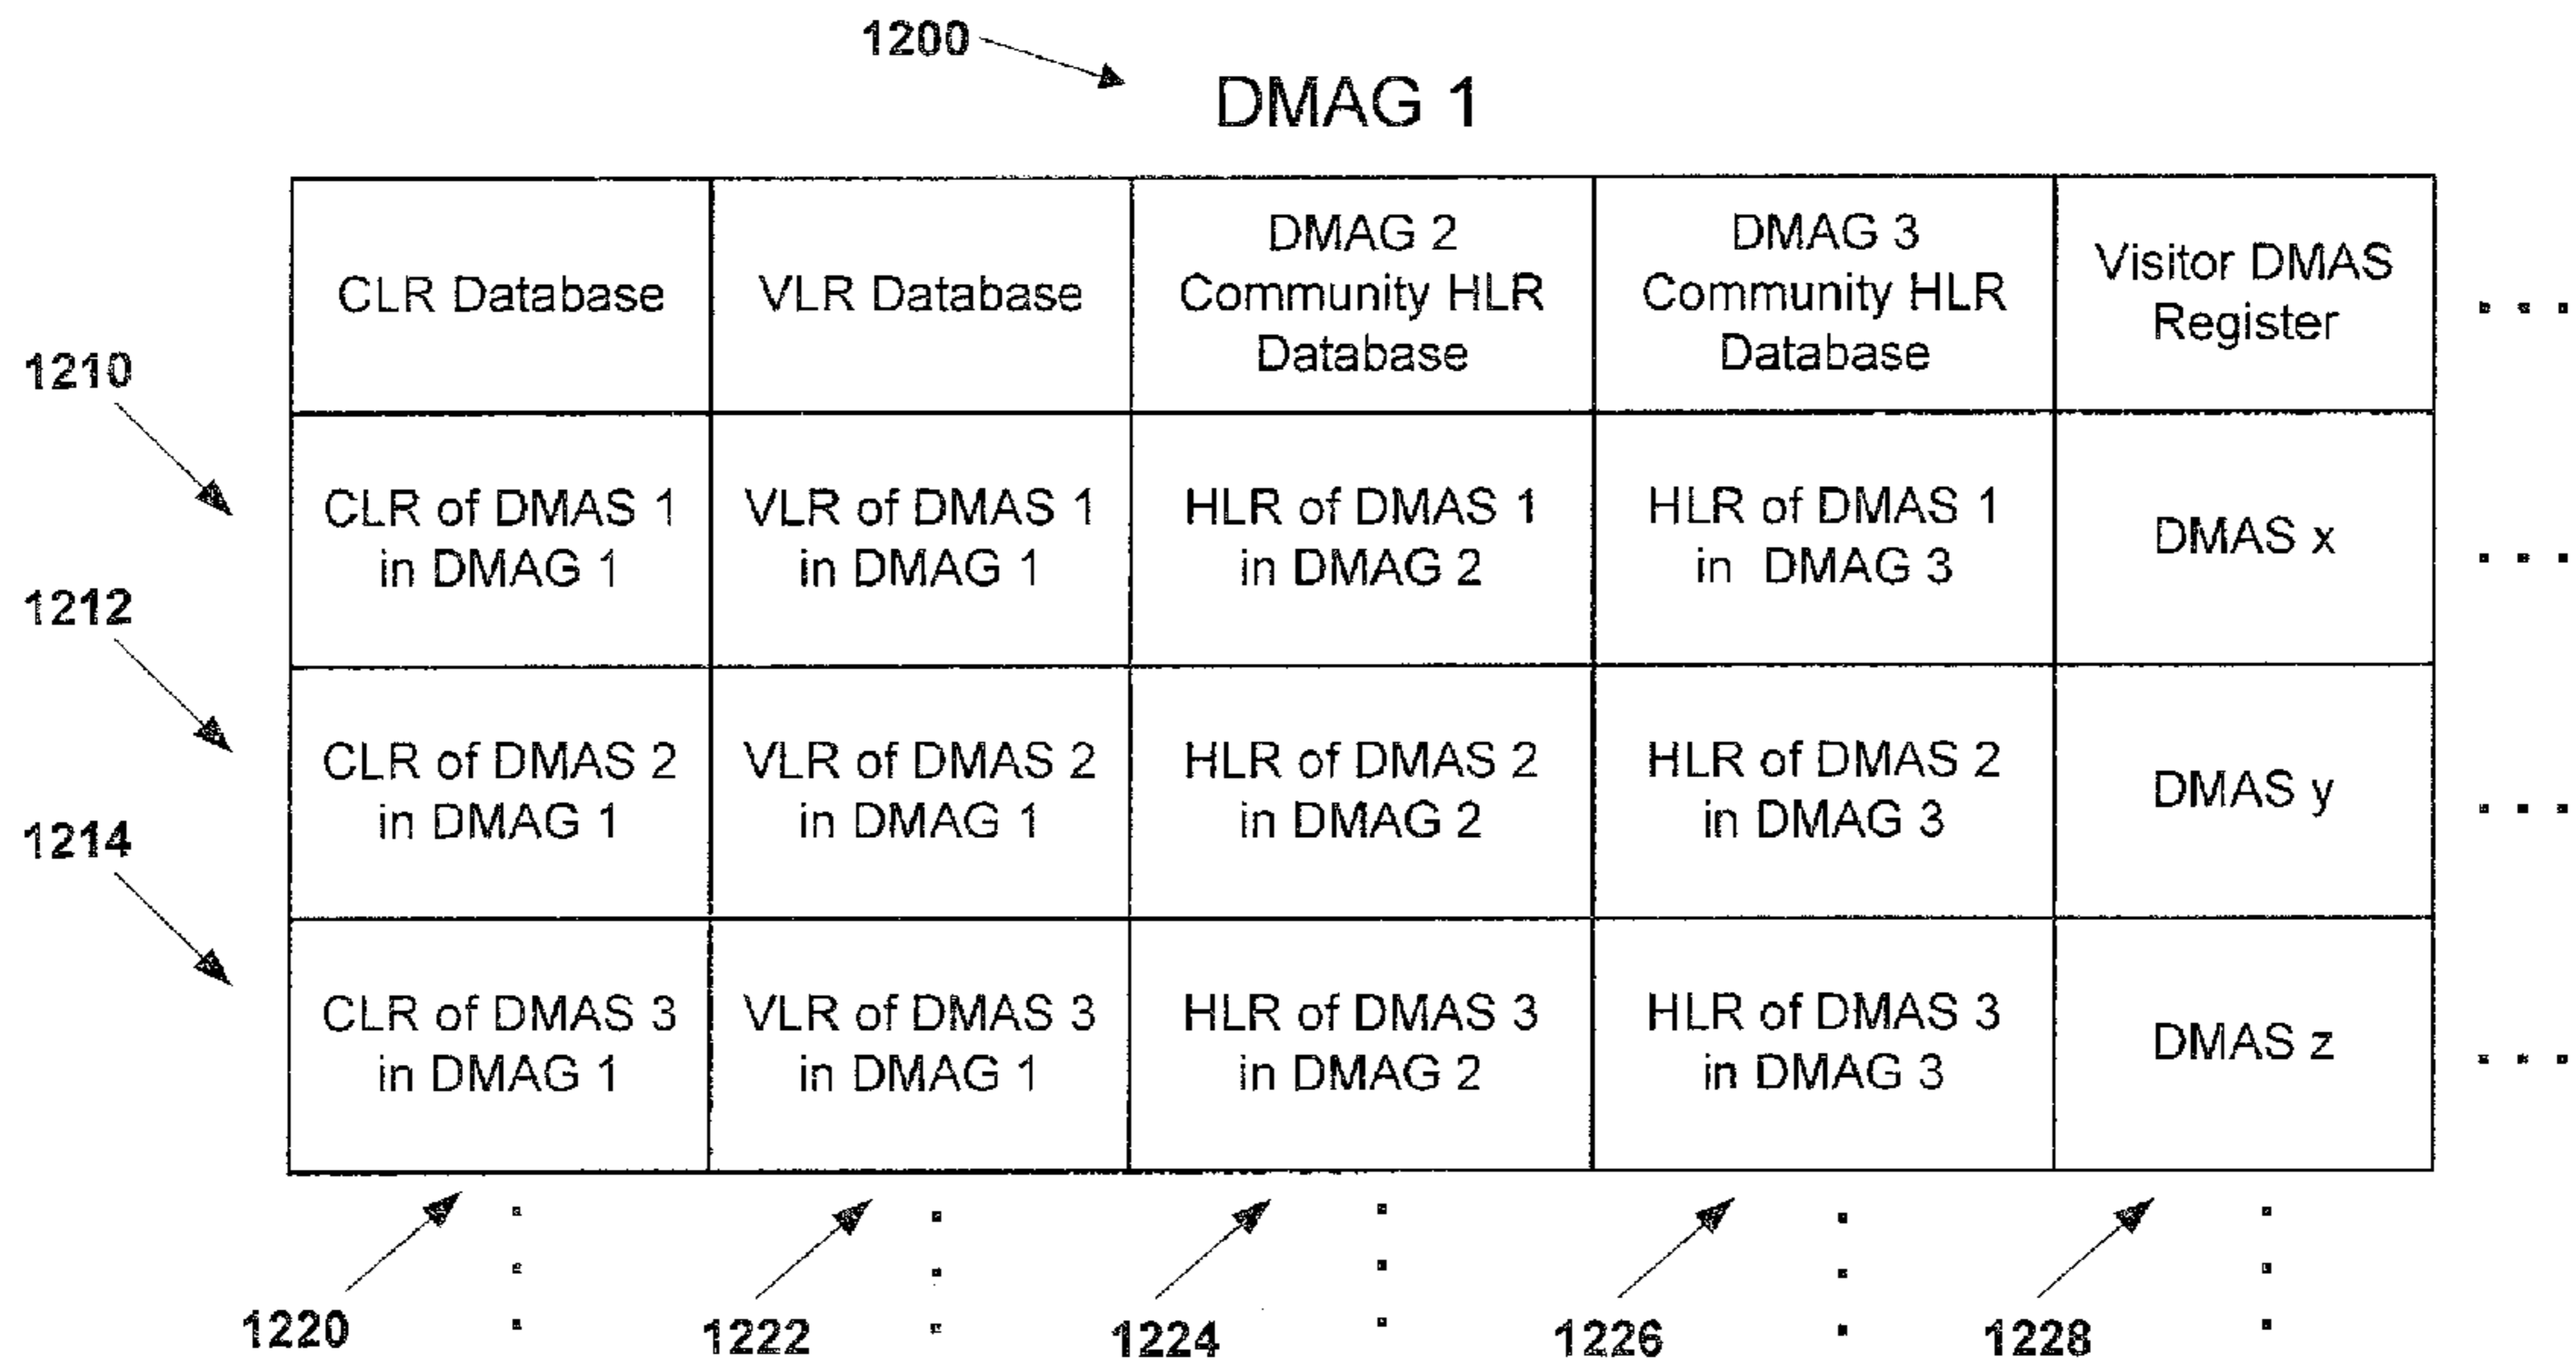 1200
DMAG 1
CLR Database
VLR Database
DMAG 2
Community HLR
Database
DMAG 3
Community HLR
Database
Visitor DMAS
Register
. . .
1210
CLR of DMAS 1
in DMAG 1
VLR of DMAS 1
in DMAG 1
HLR of DMAS 1
in DMAG 2
HLR of DMAS 1
in DMAG 3
DMAS x
. . .
1212
CLR of DMAS 2
in DMAG 1
VLR of DMAS 2
in DMAG 1
HLR of DMAS 2
in DMAG 2
HLR of DMAS 2
in DMAG 3
DMAS y
. . .
1214
CLR of DMAS 3
in DMAG 1
VLR of DMAS 3
in DMAG 1
HLR of DMAS 3
in DMAG 2
HLR of DMAS 3
in DMAG 3
DMAS z
. . .
1220
1222
1224
1226
1228